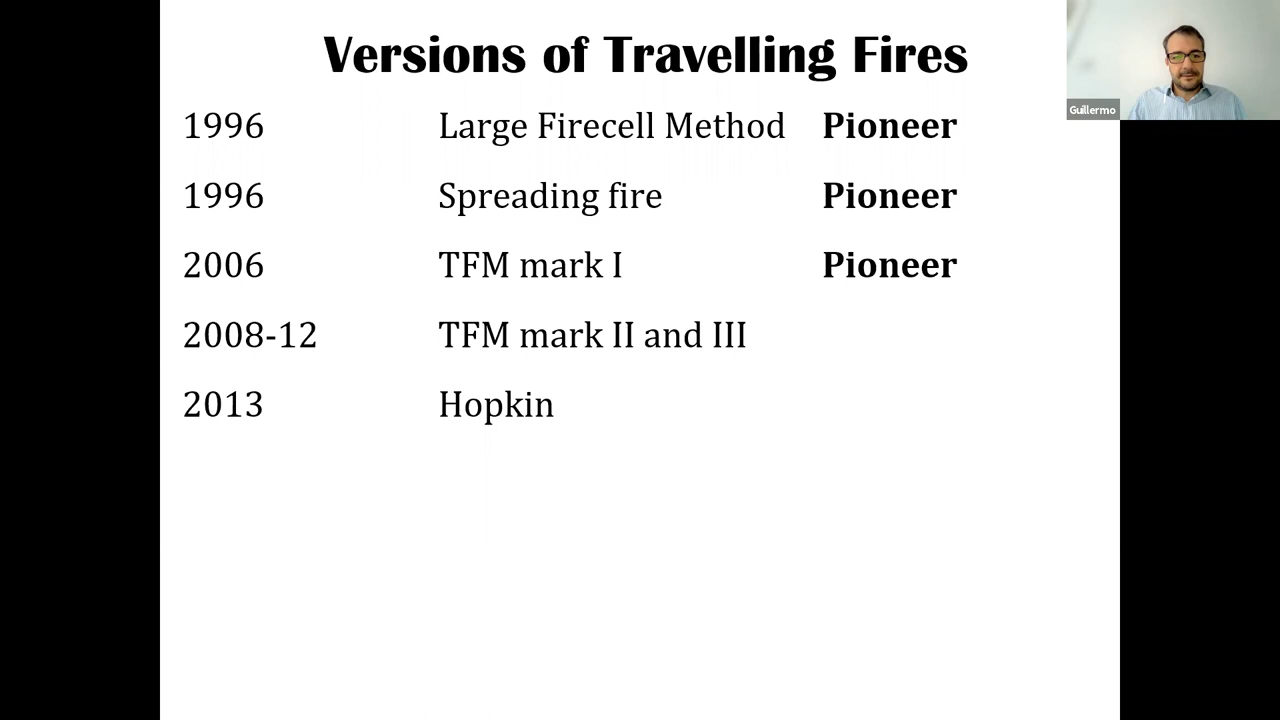 Versions of Travelling Fires
Guillermo
1996 Large Firecell Method Pioneer
1996 Spreading fire Pioneer
2006 TFM mark I Pioneer
2008-12 TFM mark II and III
2013 Hopkin